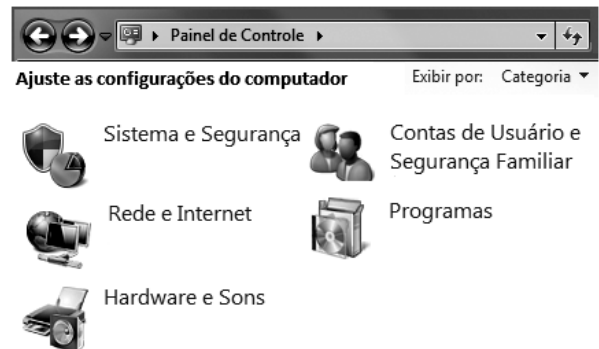 Painel de Controle
Ajuste as configurações do computador
Exibir por: Categoria
Sistema e Segurança
Contas de Usuário e
Segurança Familiar
Rede e Internet
Programas
Hardware e Sons